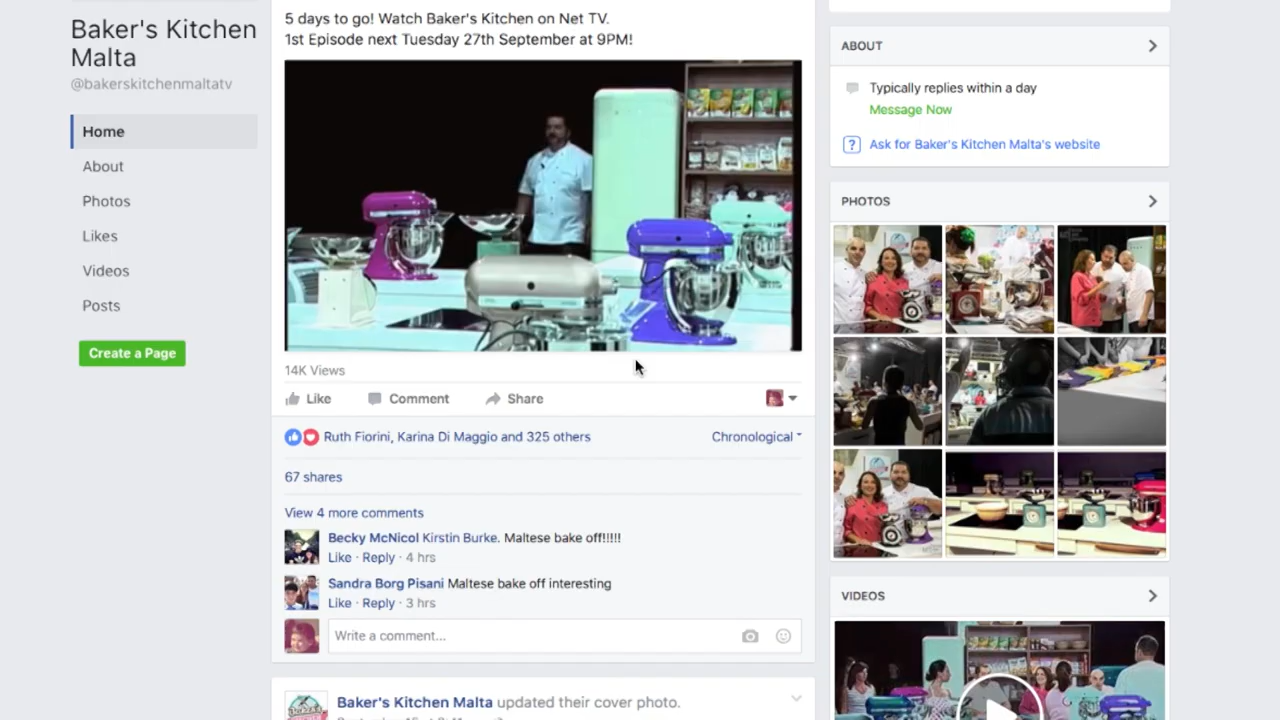 Baker's Kitchen
Malta
@bakerskitchenmaltatv
Home
About
Photos
Likes
Videos
Posts
Create a Page
5 days to go! Watch Baker's Kitchen on Net TV.
1st Episode next Tuesday 27th September at 9PM!
14K Views
Like Comment Share
Ruth Fiorini, Karina Di Maggio and 325 others Chronological
67 shares
View 4 more comments
Becky McNicol Kirstin Burke. Maltese bake off!!!!!
Like · Reply · 4 hrs
Sandra Borg Pisani Maltese bake off interesting
Like · Reply · 3 hrs
Write a comment...
Baker's Kitchen Malta updated their cover photo.
ABOUT
Typically replies within a day
Message Now
? Ask for Baker's Kitchen Malta's website
PHOTOS
VIDEOS